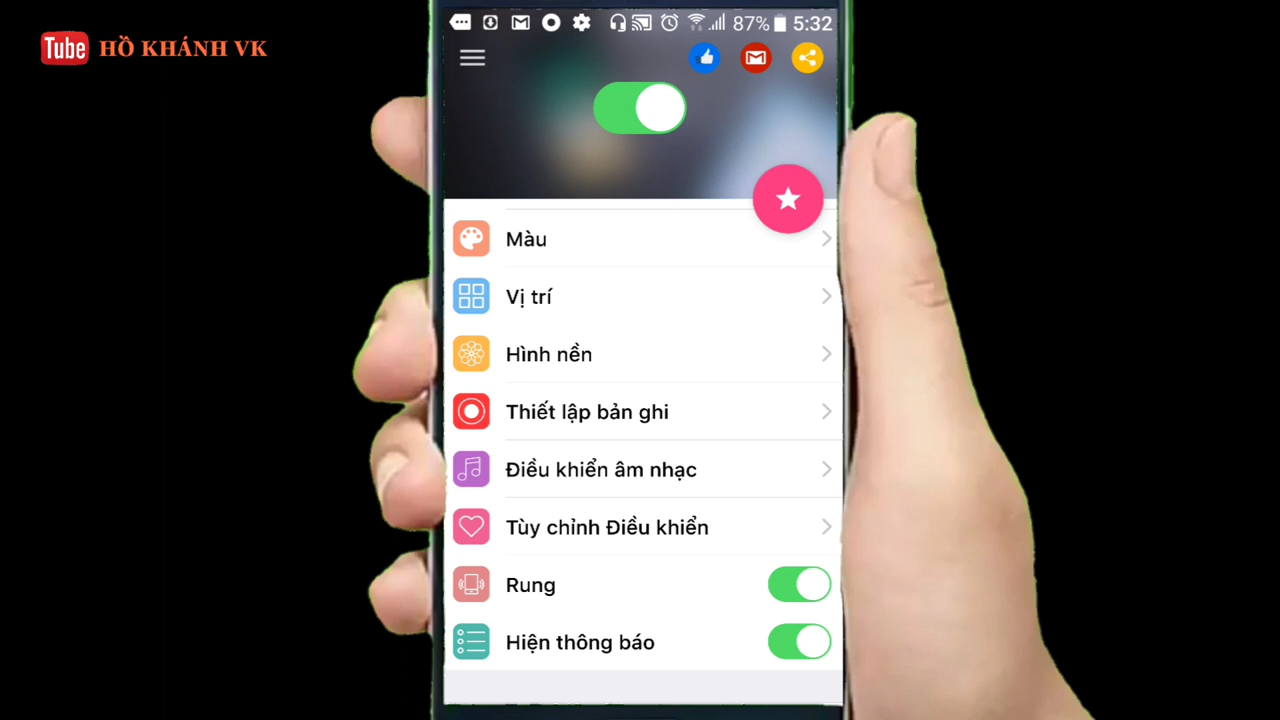 Tube HỒ KHÁNH VK
87% 5:32
Màu
Vị trí
Hình nền
Thiết lập bản ghi
Điều khiển âm nhạc
Tùy chỉnh Điều khiển
Rung
Hiện thông báo